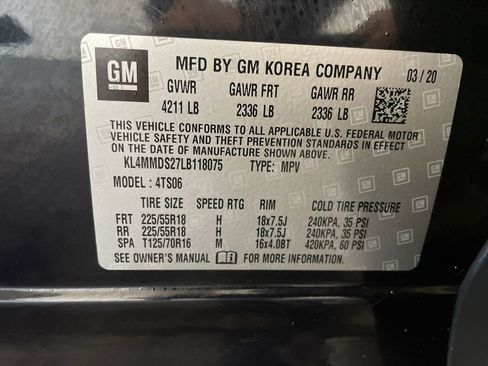 GM
MFD BY GM KOREA COMPANY 03/20
GVWR GAWR FRT GAWR RR
4211 LB 2336 LB 2336 LB
THIS VEHICLE CONFORMS TO ALL APPLICABLE U.S. FEDERAL MOTOR
VEHICLE SAFETY AND THEFT PREVENTION STANDARDS IN EFFECT
ON THE DATE OF MANUFACTURE SHOWN ABOVE.
KL4MMDS27LB118075 TYPE: MPV
MODEL: 4TS06
TIRE SIZE SPEED RTG RIM COLD TIRE PRESSURE
FRT 225/55R18 H 18x7.5J 240KPA, 35 PSI
RR 225/55R18 H 18x7.5J 240KPA, 35 PSI
SPA T125/70R16 M 16x4.0BT 420KPA, 60 PSI
SEE OWNER'S MANUAL FOR MORE INFORMATION.